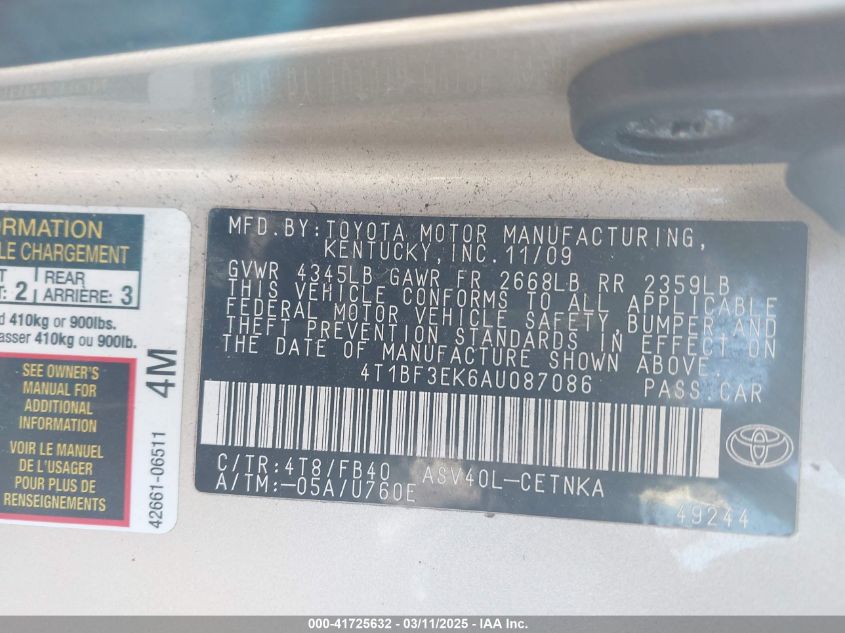 ORMATION
LE CHARGEMENT
T
: 2
REAR
ARRIÈRE: 3
d 410kg or 900lbs.
asser 410kg ou 900lb.
SEE OWNER'S
MANUAL FOR
ADDITIONAL
INFORMATION
VOIR LE MANUEL
DE L'USAGER
POUR PLUS DE
RENSEIGNEMENTS
4M
42661-06511
MFD.BY:TOYOTA MOTOR MANUFACTURING,
KENTUCKY, INC.11/09
GVWR 4345LB GAWR FR 2668LB RR 2359LB
THIS VEHICLE CONFORMS TO ALL APPLICABLE
FEDERAL MOTOR VEHICLE SAFETY,BUMPER AND
THEFT PREVENTION STANDARDS IN EFFECT ON
THE DATE OF MANUFACTURE SHOWN ABOVE.
4T1BF3EK6AU087086 PASS.CAR
C/TR:4T8/FB40 ASV40L-CETNKA
A/TM:-05A/U760E
49244
000-41725632 - 03/11/2025 - IAA Inc.